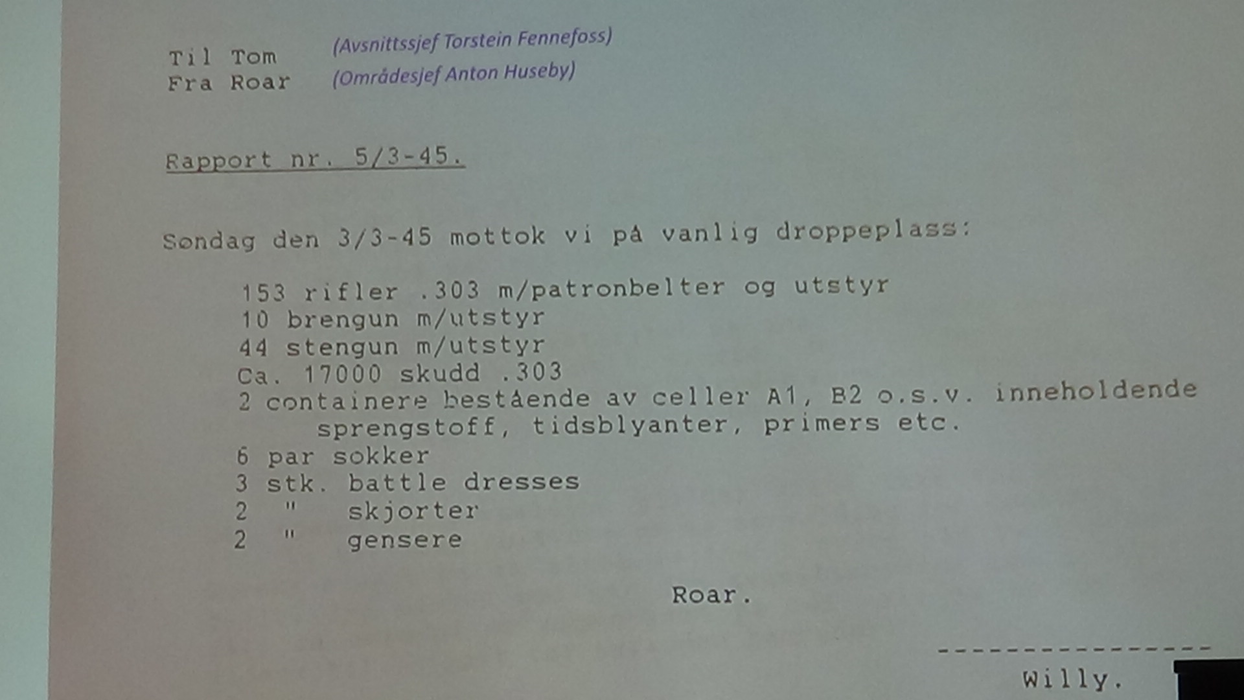 Til Tom (Avsnittssjef Torstein Fennefoss)
Fra Roar (Områdesjef Anton Huseby)
Rapport nr. 5/3-45.
Søndag den 3/3-45 mottok vi på vanlig droppeplass:
153 rifler .303 m/patronbelter og utstyr
10 brengun m/utstyr
44 stengun m/utstyr
Ca. 17000 skudd .303
2 containere bestående av celler A1, B2 o.s.v. inneholdende
sprengstoff, tidsblyanter, primers etc.
6 par sokker
3 stk. battle dresses
2 " skjorter
2 " gensere
Roar.
----------------
Willy.